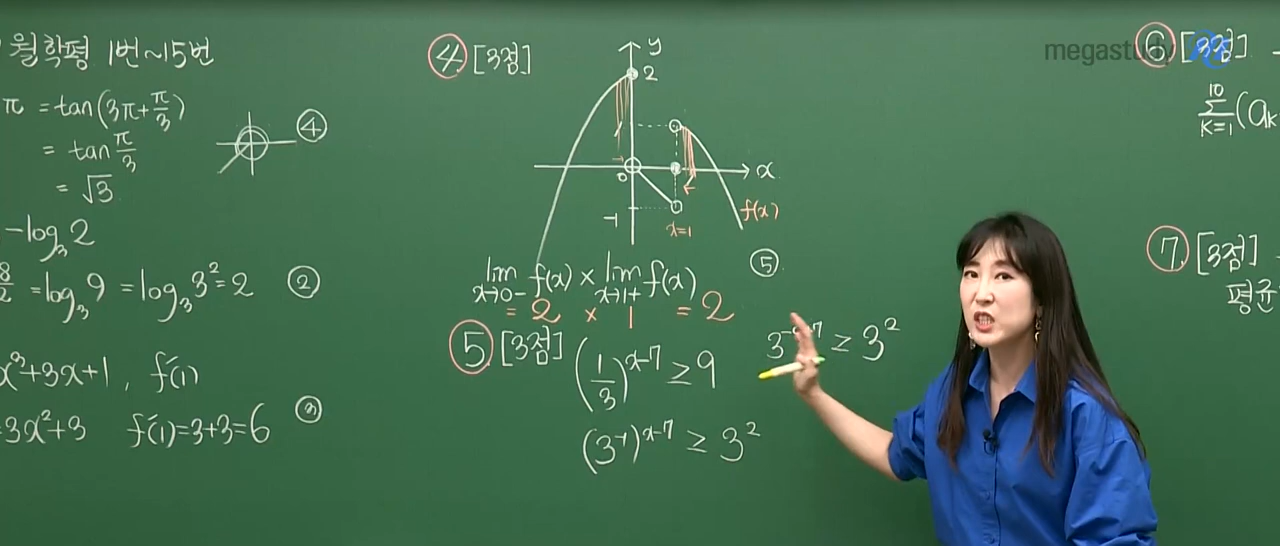 월학평 1번~15번
π = tan(3π+π/3)
= tan π/3
= √3
④
-log₃2
8/2 = log₃9 = log₃3² = 2
②
x³+3x+1, f'(1)
=3x²+3 f'(1)=3+3=6
③
④ [3점]
y
2
0
x
-1
x=1
f(x)
lim x→0- f(x) × lim x→1+ f(x)
= 2 × 1 = 2
⑤
⑤ [3점] (1/3)^(x-7) ≥ 9
(3⁻¹)^(x-7) ≥ 3²
≥ 3²
megastudy
⑥ [3점]
10 Σ K=1 (aK
⑦ [3점]
평균